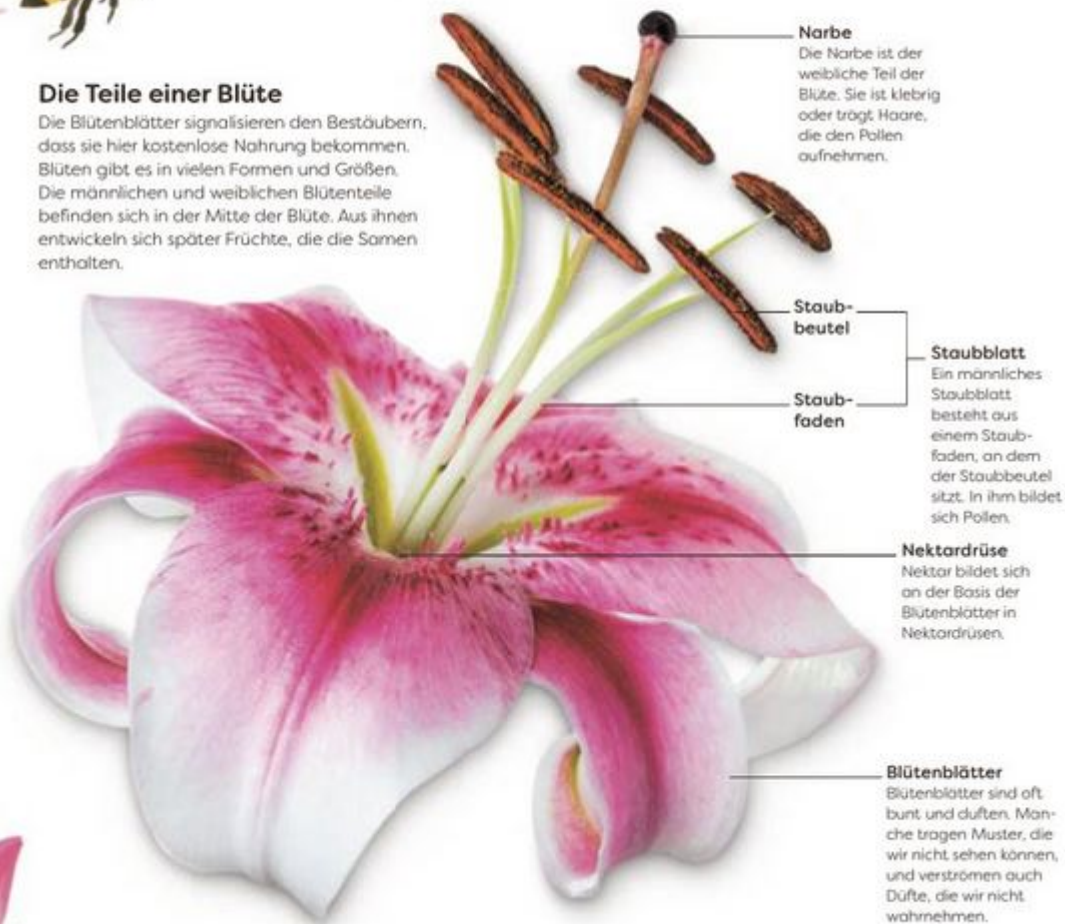 Die Teile einer Blüte
Die Blütenblätter signalisieren den Bestäubern,
dass sie hier kostenlose Nahrung bekommen.
Blüten gibt es in vielen Formen und Größen.
Die männlichen und weiblichen Blütenteile
befinden sich in der Mitte der Blüte. Aus ihnen
entwickeln sich später Früchte, die die Samen
enthalten.
Narbe
Die Narbe ist der
weibliche Teil der
Blüte. Sie ist klebrig
oder trägt Haare,
die den Pollen
aufnehmen.
Staub-
beutel
Staub-
faden
Staubblatt
Ein männliches
Staubblatt
besteht aus
einem Staub-
faden, an dem
der Staubbeutel
sitzt. In ihm bildet
sich Pollen.
Nektardrüse
Nektar bildet sich
an der Basis der
Blütenblätter in
Nektardrüsen.
Blütenblätter
Blütenblätter sind oft
bunt und duften. Man-
che tragen Muster, die
wir nicht sehen können,
und verströmen auch
Düfte, die wir nicht
wahrnehmen.